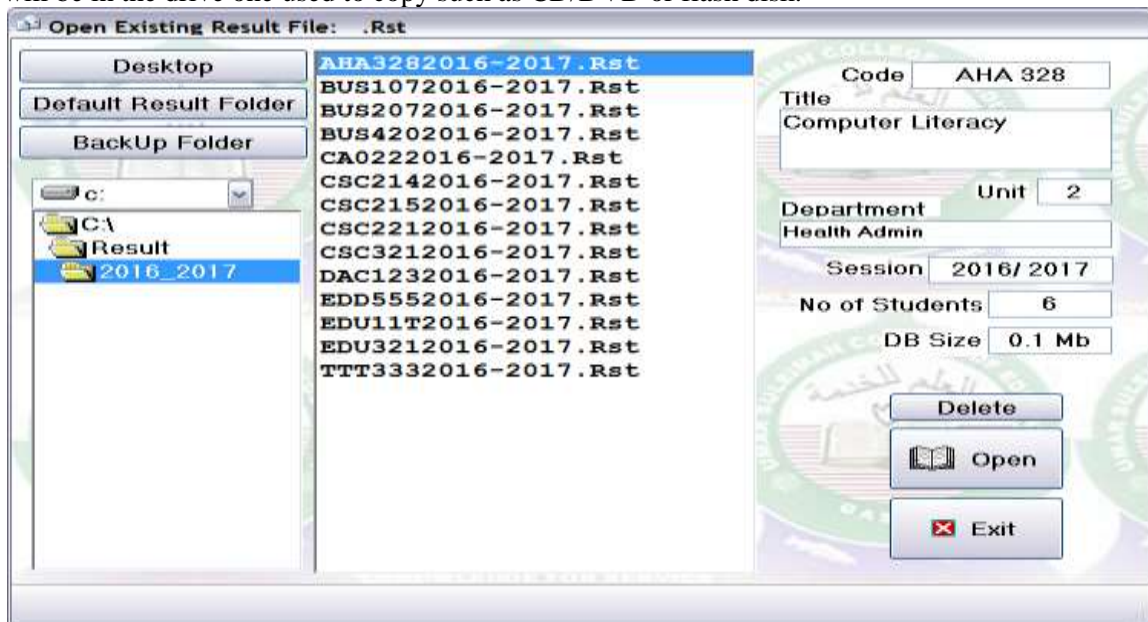 Open Existing Result File: .Rst
Desktop
Default Result Folder
BackUp Folder
c:
C:\
Result
2016_2017
AHA3282016-2017.Rst
BUS1072016-2017.Rst
BUS2072016-2017.Rst
BUS4202016-2017.Rst
CA0222016-2017.Rst
CSC2142016-2017.Rst
CSC2152016-2017.Rst
CSC2212016-2017.Rst
CSC3212016-2017.Rst
DAC1232016-2017.Rst
EDD5552016-2017.Rst
EDU11T2016-2017.Rst
EDU3212016-2017.Rst
TTT3332016-2017.Rst
Code AHA 328
Title
Computer Literacy
Unit 2
Department
Health Admin
Session 2016/2017
No of Students 6
DB Size 0.1 Mb
Delete
Open
Exit